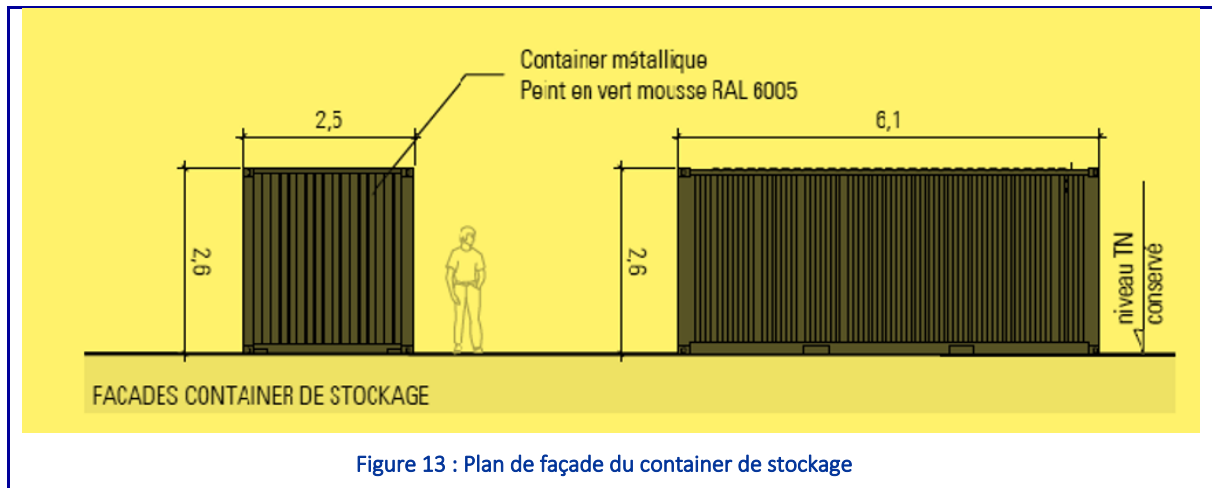 Container métallique
Peint en vert mousse RAL 6005
2,5
6,1
2,6
2,6
niveau TN
conservé
FACADES CONTAINER DE STOCKAGE
Figure 13 : Plan de façade du container de stockage